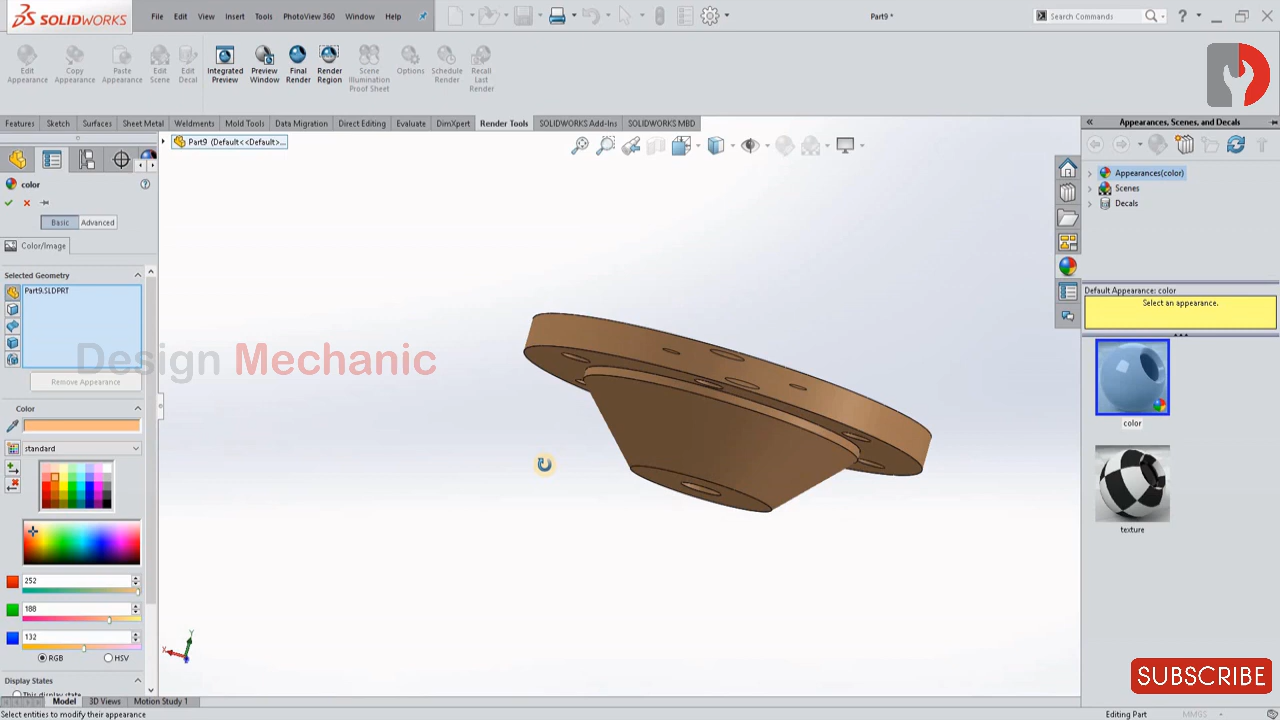 SOLIDWORKS
File Edit View Insert Tools PhotoView 360 Window Help
Part9 *
Search Commands
Edit Appearance
Copy Appearance
Paste Appearance
Edit Scene
Edit Decal
Integrated Preview
Preview Window
Final Render
Render Region
Scene Illumination Proof Sheet
Options
Schedule Render
Recall Last Render
Features Sketch Surfaces Sheet Metal Weldments Mold Tools Data Migration Direct Editing Evaluate DimXpert Render Tools SOLIDWORKS Add-Ins SOLIDWORKS MBD
Part9 (Default<<Default>...
color
Basic Advanced
Color/Image
Selected Geometry
Part9.SLDPRT
Remove Appearance
Color
standard
252
188
132
RGB HSV
Display States
This display state
Design Mechanic
Appearances, Scenes, and Decals
Appearances(color)
Scenes
Decals
Default Appearance: color
Select an appearance.
color
texture
Y
X
SUBSCRIBE
Model 3D Views Motion Study 1
Select entities to modify their appearance
Editing Part
MMGS